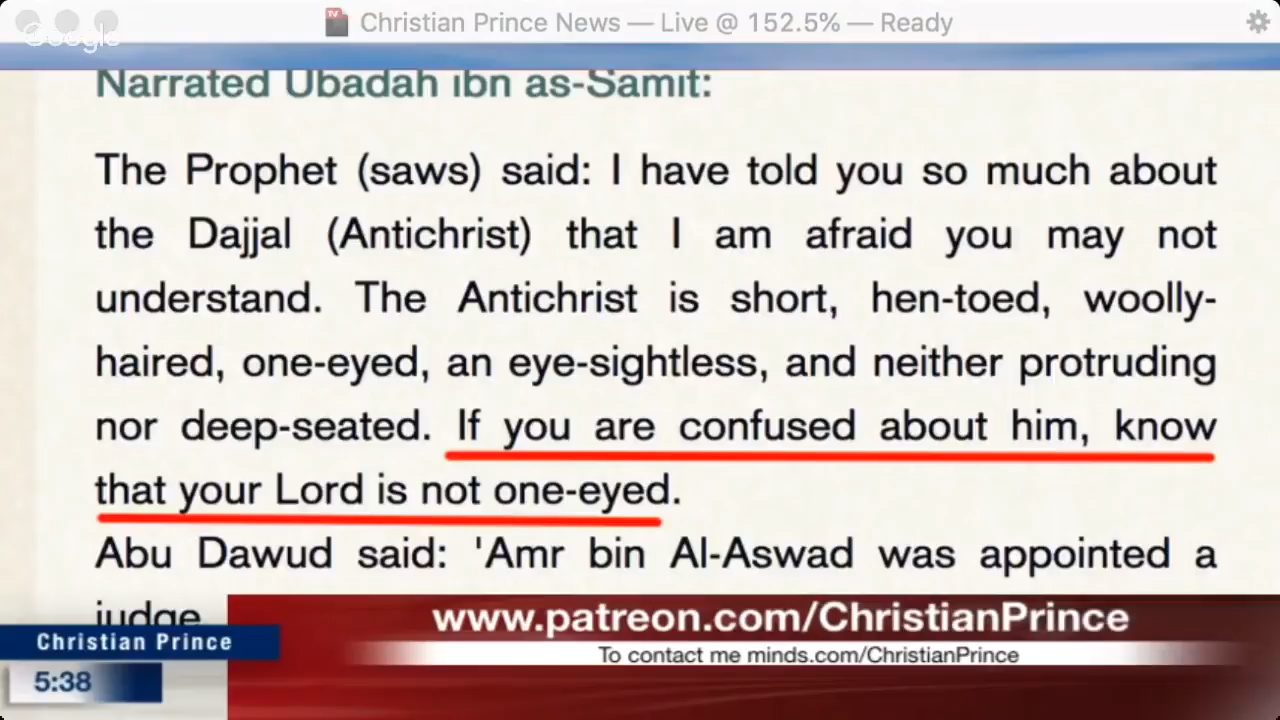 Christian Prince News — Live @ 152.5% — Ready
Google
Narrated Ubadah ibn as-Samit:
The Prophet (saws) said: I have told you so much about
the Dajjal (Antichrist) that I am afraid you may not
understand. The Antichrist is short, hen-toed, woolly-
haired, one-eyed, an eye-sightless, and neither protruding
nor deep-seated. If you are confused about him, know
that your Lord is not one-eyed.
Abu Dawud said: 'Amr bin Al-Aswad was appointed a
judge.
www.patreon.com/ChristianPrince
Christian Prince
To contact me minds.com/ChristianPrince
5:38